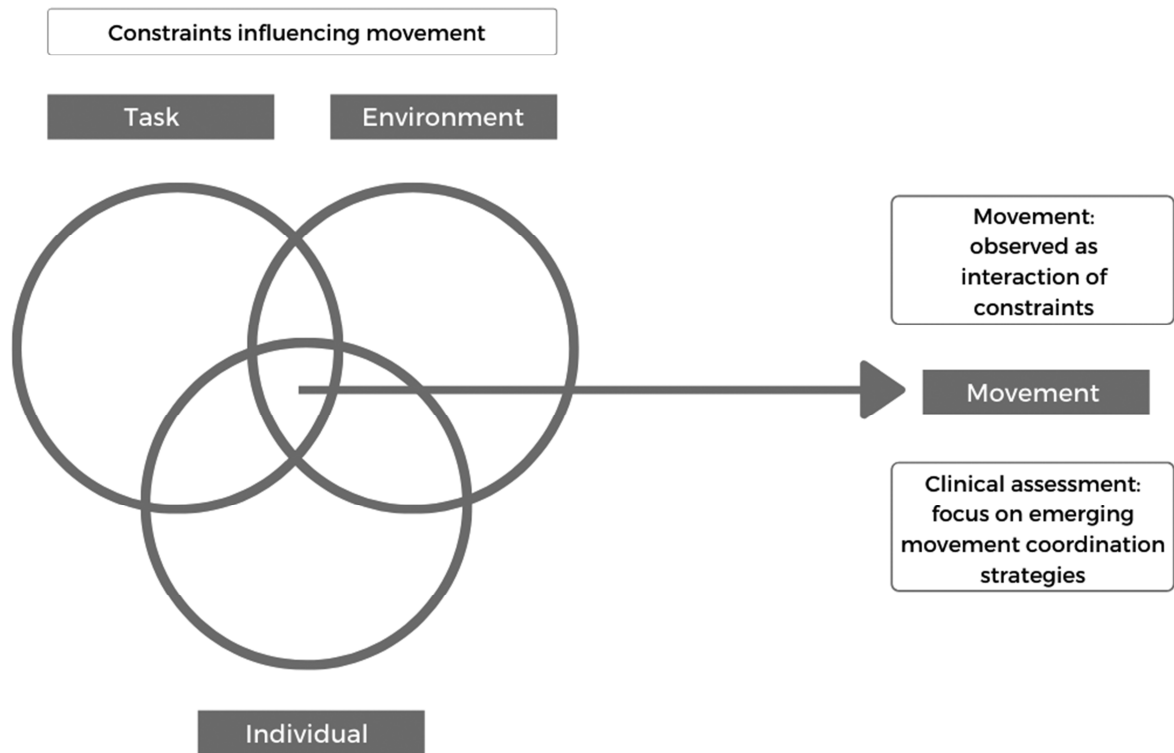 Constraints influencing movement
Task
Environment
Movement:
observed as
interaction of
constraints
Movement
Clinical assessment:
focus on emerging
movement coordination
strategies
Individual